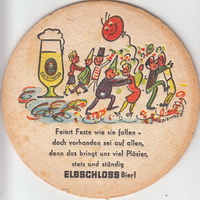 Feiert Feste wie sie fallen -
doch vorhanden sei auf allen,
denn das bringt uns viel Pläsier,
stets und ständig
ELBSCHLOSS Bier!